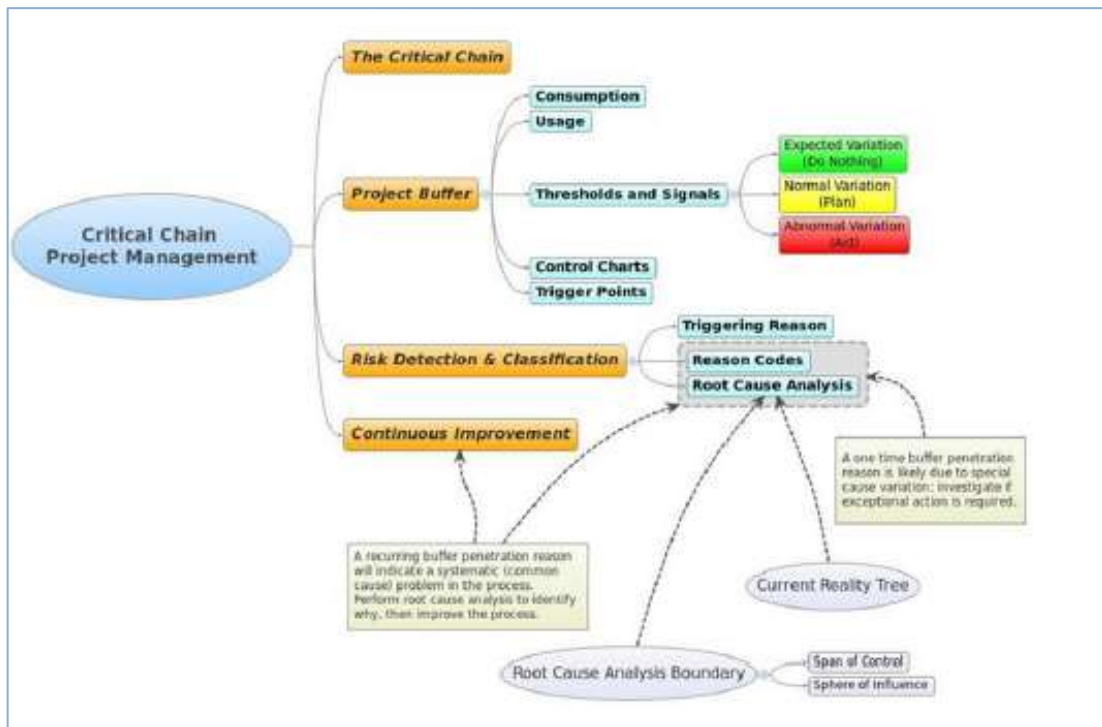 The Critical Chain
Consumption
Usage
Expected Variation
(Do Nothing)
Project Buffer
Thresholds and Signals
Normal Variation
(Plan)
Critical Chain
Project Management
Abnormal Variation
(Act)
Control Charts
Trigger Points
Triggering Reason
Risk Detection & Classification
Reason Codes
Root Cause Analysis
Continuous Improvement
A one time buffer penetration
reason is likely due to special
cause variation; investigate if
exceptional action is required.
A recurring buffer penetration reason
will indicate a systematic (common
cause) problem in the process.
Perform root cause analysis to identify
why, then improve the process.
Current Reality Tree
Root Cause Analysis Boundary
Span of Control
Sphere of Influence